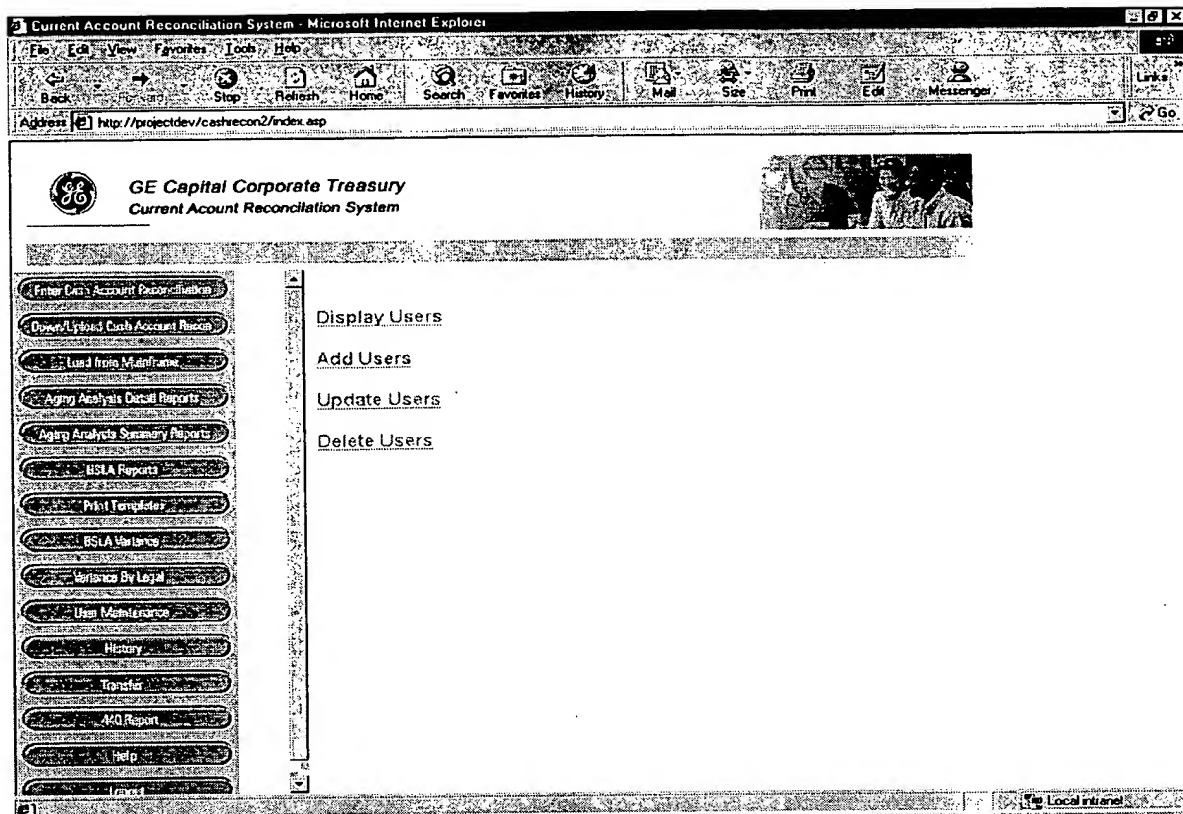 Current Account Reconciliation System - Microsoft Internet Explorer
File Edit View Favorites Tools Help
Back Forward Stop Refresh Home Search Favorites History Mail Size Print Edit Messenger Links
Address http://projectdev/cashrecon2/index.asp Go
GE Capital Corporate Treasury
Current Acount Reconcilation System
Enter Cash Account Reconciliation
Down/Upload Cash Account Recon
Load from Mainframe
Aging Analysis Detail Reports
Aging Analysis Summary Reports
BSLA Reports
Print Templates
BSLA Variance
Variance By Legal
User Maintenance
History
Transfer
440 Report
Help
Display Users
Add Users
Update Users
Delete Users
Local intranet